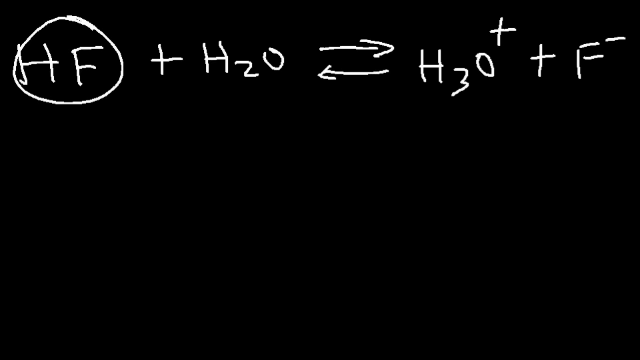 HF + H₂O ⇌ H₃O⁺ + F⁻